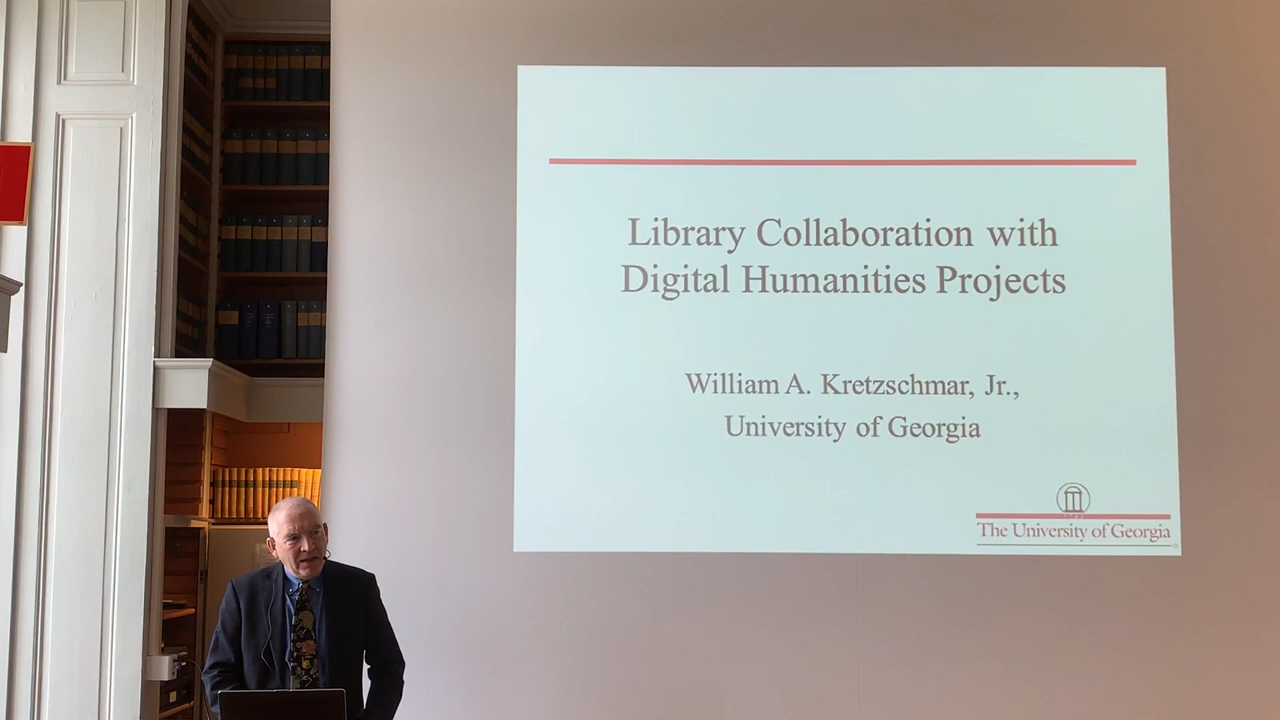 Library Collaboration with
Digital Humanities Projects
William A. Kretzschmar, Jr.,
University of Georgia
The University of Georgia